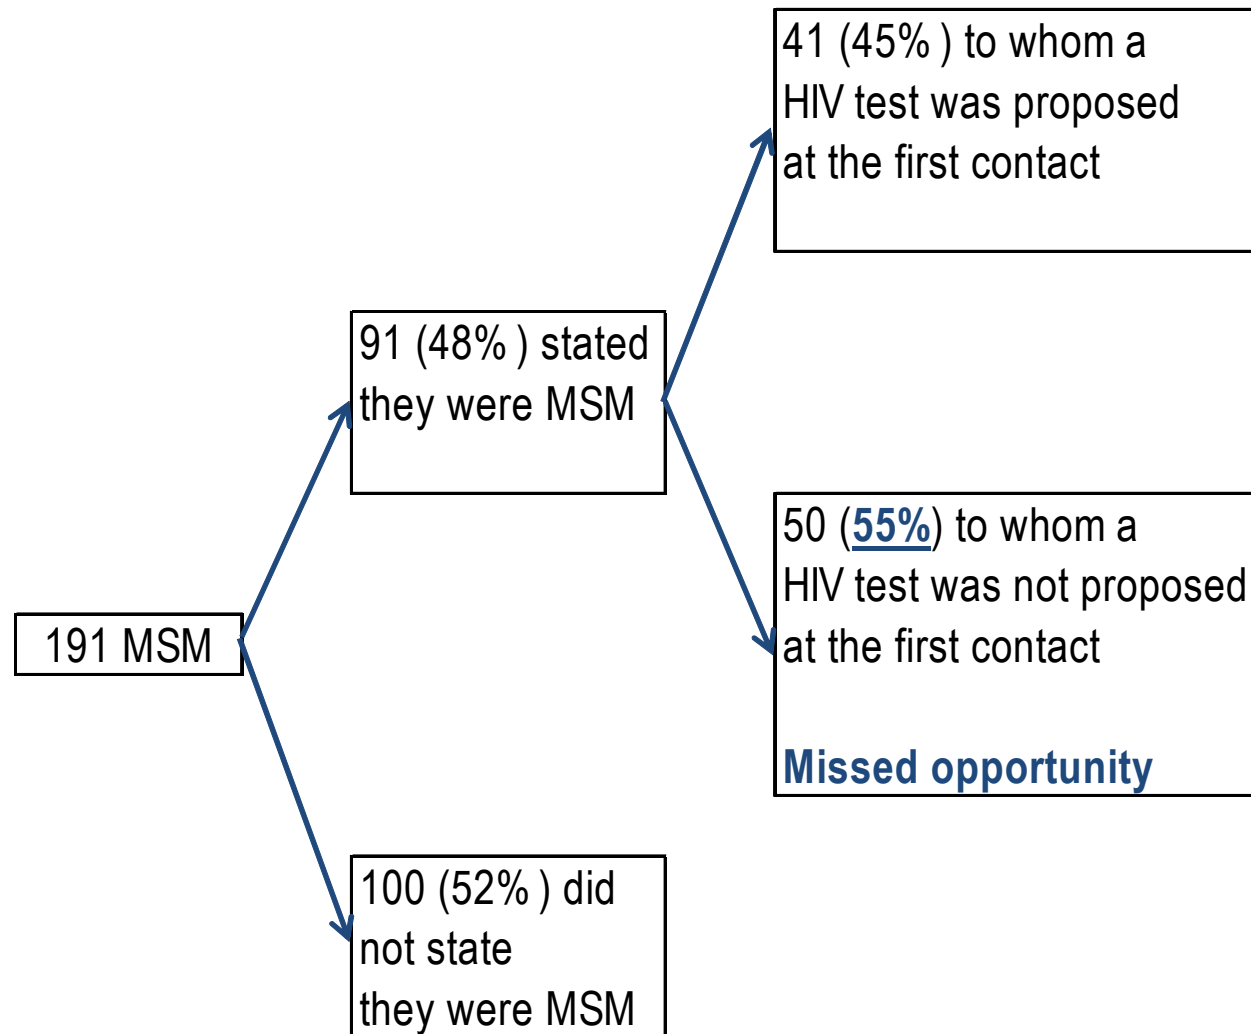 41 (45% ) to whom a
HIV test was proposed
at the first contact
91 (48% ) stated
they were MSM
50 (55%) to whom a
HIV test was not proposed
at the first contact
Missed opportunity
191 MSM
100 (52% ) did
not state
they were MSM